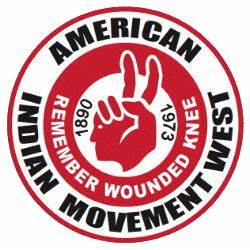 AMERICAN
INDIAN MOVEMENT WEST
REMEMBER WOUNDED KNEE
1890
1973